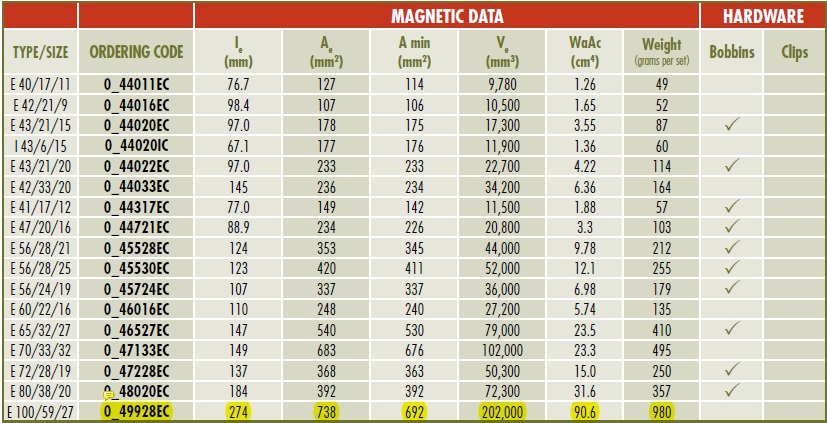 MAGNETIC DATA HARDWARE
TYPE/SIZE ORDERING CODE le (mm) Ae (mm²) A min (mm²) Ve (mm³) WaAc (cm⁴) Weight (grams per set) Bobbins Clips
E 40/17/11 0_44011EC 76.7 127 114 9,780 1.26 49
E 42/21/9 0_44016EC 98.4 107 106 10,500 1.65 52
E 43/21/15 0_44020EC 97.0 178 175 17,300 3.55 87 ✓
I 43/6/15 0_44020IC 67.1 177 176 11,900 1.36 60
E 43/21/20 0_44022EC 97.0 233 233 22,700 4.22 114 ✓
E 42/33/20 0_44033EC 145 236 234 34,200 6.36 164
E 41/17/12 0_44317EC 77.0 149 142 11,500 1.88 57 ✓
E 47/20/16 0_44721EC 88.9 234 226 20,800 3.3 103 ✓
E 56/28/21 0_45528EC 124 353 345 44,000 9.78 212 ✓
E 56/28/25 0_45530EC 123 420 411 52,000 12.1 255 ✓
E 56/24/19 0_45724EC 107 337 337 36,000 6.98 179 ✓
E 60/22/16 0_46016EC 110 248 240 27,200 5.74 135
E 65/32/27 0_46527EC 147 540 530 79,000 23.5 410 ✓
E 70/33/32 0_47133EC 149 683 676 102,000 23.3 495
E 72/28/19 0_47228EC 137 368 363 50,300 15.0 250 ✓
E 80/38/20 0_48020EC 184 392 392 72,300 31.6 357 ✓
E 100/59/27 0_49928EC 274 738 692 202,000 90.6 980